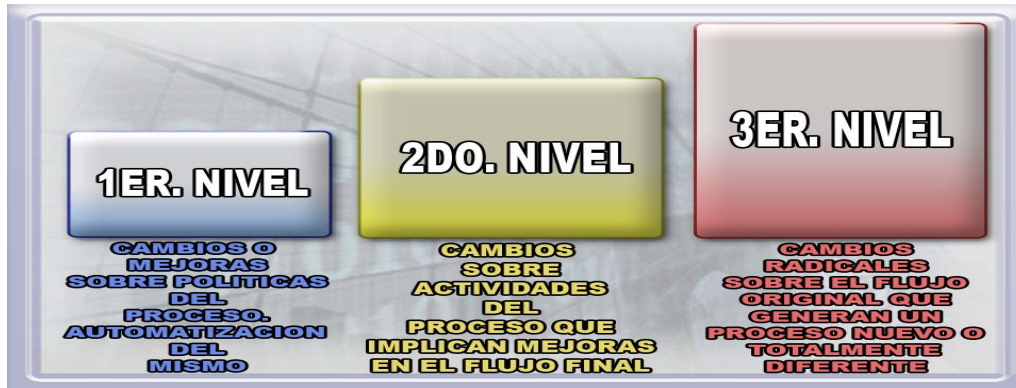 1ER. NIVEL
CAMBIOS O
MEJORAS
SOBRE POLITICAS
DEL
PROCESO.
AUTOMATIZACION
DEL
MISMO
2DO. NIVEL
CAMBIOS
SOBRE
ACTIVIDADES
DEL
PROCESO QUE
IMPLICAN MEJORAS
EN EL FLUJO FINAL
3ER. NIVEL
CAMBIOS
RADICALES
SOBRE EL FLUJO
ORIGINAL QUE
GENERAN UN
PROCESO NUEVO O
TOTALMENTE
DIFERENTE